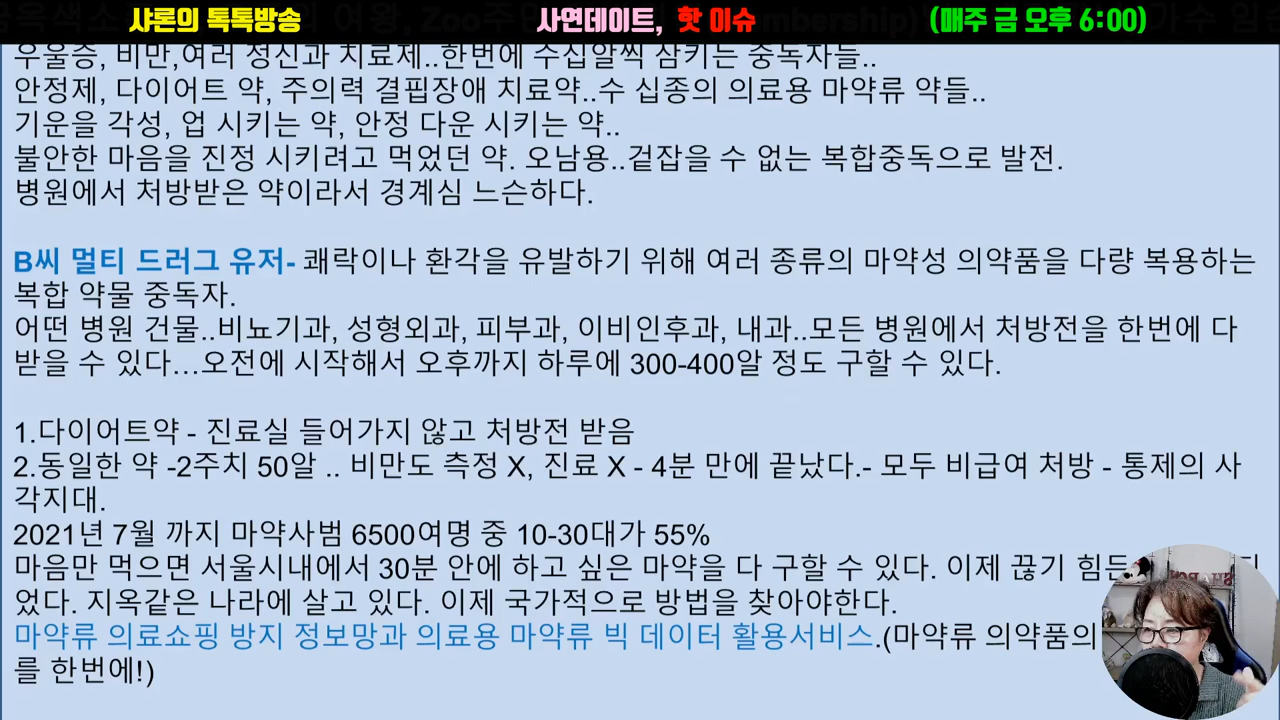 샤론의 톡톡방송 사연데이트, 핫 이슈 (매주 금 오후 6:00)
우울증, 비만,여러 정신과 치료제..한번에 수십알씩 삼키는 중독자들..
안정제, 다이어트 약, 주의력 결핍장애 치료약..수 십종의 의료용 마약류 약들..
기운을 각성, 업 시키는 약, 안정 다운 시키는 약..
불안한 마음을 진정 시키려고 먹었던 약. 오남용..겉잡을 수 없는 복합중독으로 발전.
병원에서 처방받은 약이라서 경계심 느슨하다.
B씨 멀티 드러그 유저- 쾌락이나 환각을 유발하기 위해 여러 종류의 마약성 의약품을 다량 복용하는
복합 약물 중독자.
어떤 병원 건물..비뇨기과, 성형외과, 피부과, 이비인후과, 내과..모든 병원에서 처방전을 한번에 다
받을 수 있다...오전에 시작해서 오후까지 하루에 300-400알 정도 구할 수 있다.
1.다이어트약 - 진료실 들어가지 않고 처방전 받음
2.동일한 약 -2주치 50알 .. 비만도 측정 X, 진료 X - 4분 만에 끝났다.- 모두 비급여 처방 - 통제의 사
각지대.
2021년 7월 까지 마약사범 6500여명 중 10-30대가 55%
마음만 먹으면 서울시내에서 30분 안에 하고 싶은 마약을 다 구할 수 있다. 이제 끊기 힘든
었다. 지옥같은 나라에 살고 있다. 이제 국가적으로 방법을 찾아야한다.
마약류 의료쇼핑 방지 정보망과 의료용 마약류 빅 데이터 활용서비스.(마약류 의약품의
를 한번에!)